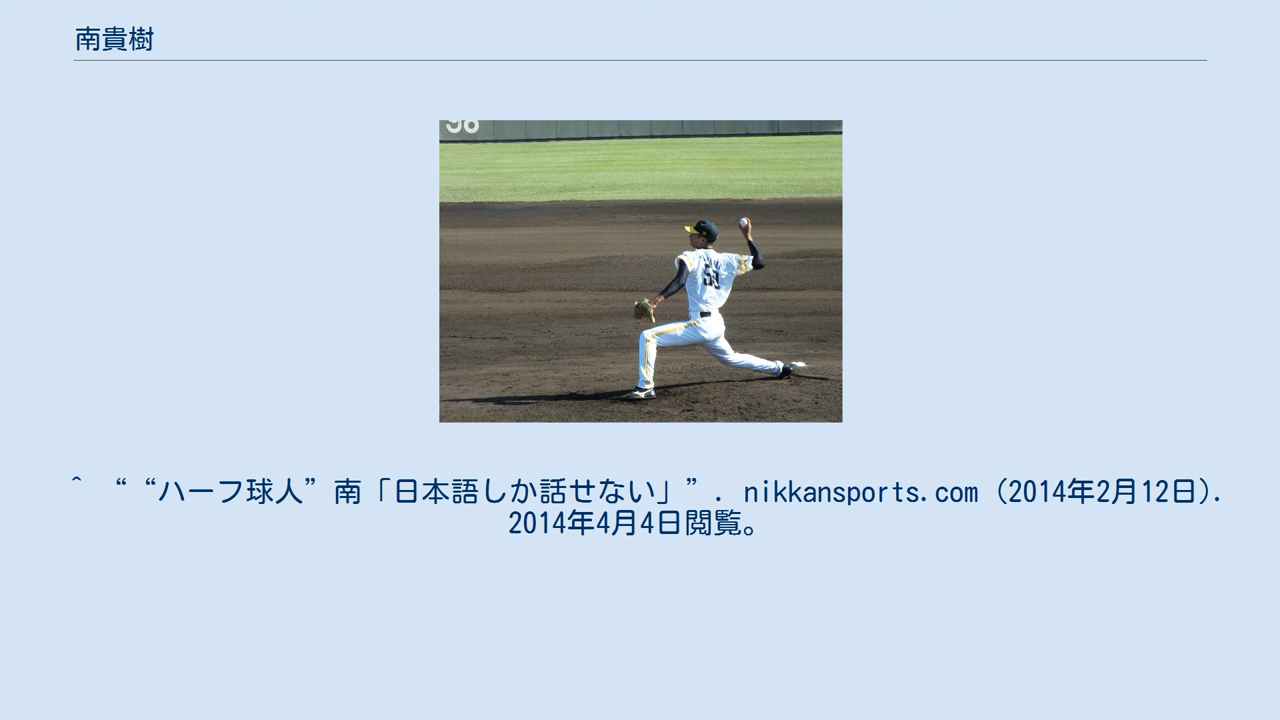 南貴樹
98
59
^ “ “ハーフ球人” 南「日本語しか話せない」”. nikkansports.com (2014年2月12日).
2014年4月4日閲覧。